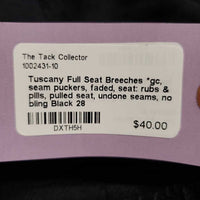 The Tack Collector
1002431-10
Tuscany Full Seat Breeches *gc,
seam puckers, faded, seat: rubs &
pills, pulled seat, undone seams, no
bling Black 28
DXTH5H
$40.00